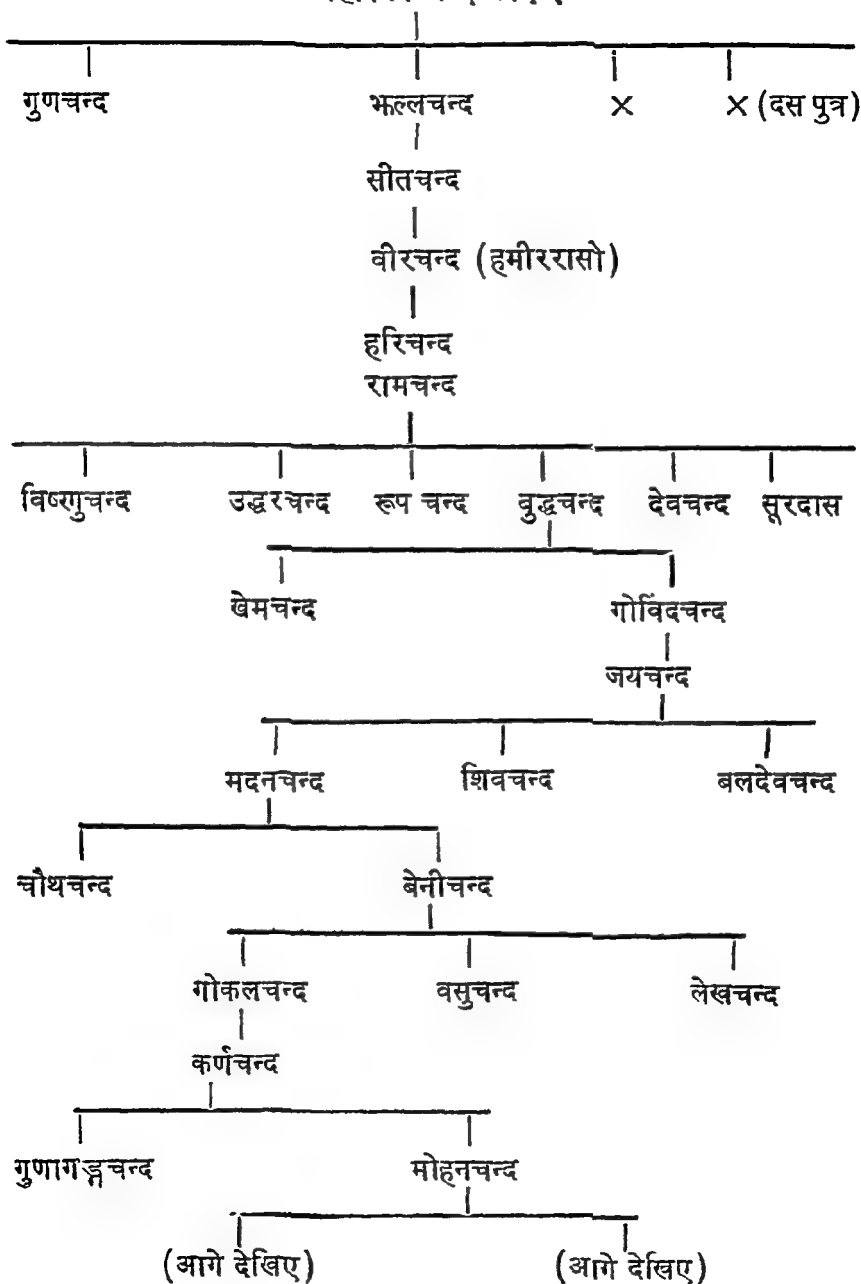 गुणचन्द झल्लचन्द × × (दस पुत्र)
सीतचन्द
वीरचन्द (हमीररासो)
हरिचन्द
रामचन्द
विष्णुचन्द उद्धरचन्द रूप चन्द बुद्धचन्द देवचन्द सूरदास
खेमचन्द गोविंदचन्द
जयचन्द
मदनचन्द शिवचन्द बलदेवचन्द
चौथचन्द बेनीचन्द
गोकलचन्द वसुचन्द लेखचन्द
कर्णचन्द
गुणागङ्गचन्द मोहनचन्द
(आगे देखिए) (आगे देखिए)